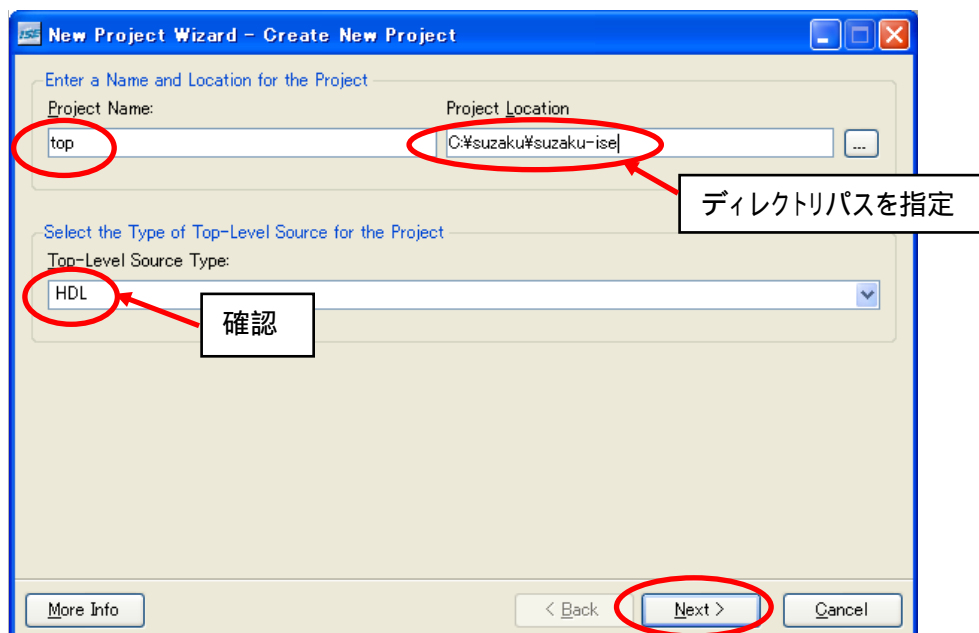 ISE New Project Wizard - Create New Project
Enter a Name and Location for the Project
Project Name:
Project Location
top
C:¥suzaku¥suzaku-ise
...
ディレクトリパスを指定
Select the Type of Top-Level Source for the Project
Top-Level Source Type:
HDL
確認
More Info
< Back
Next >
Cancel